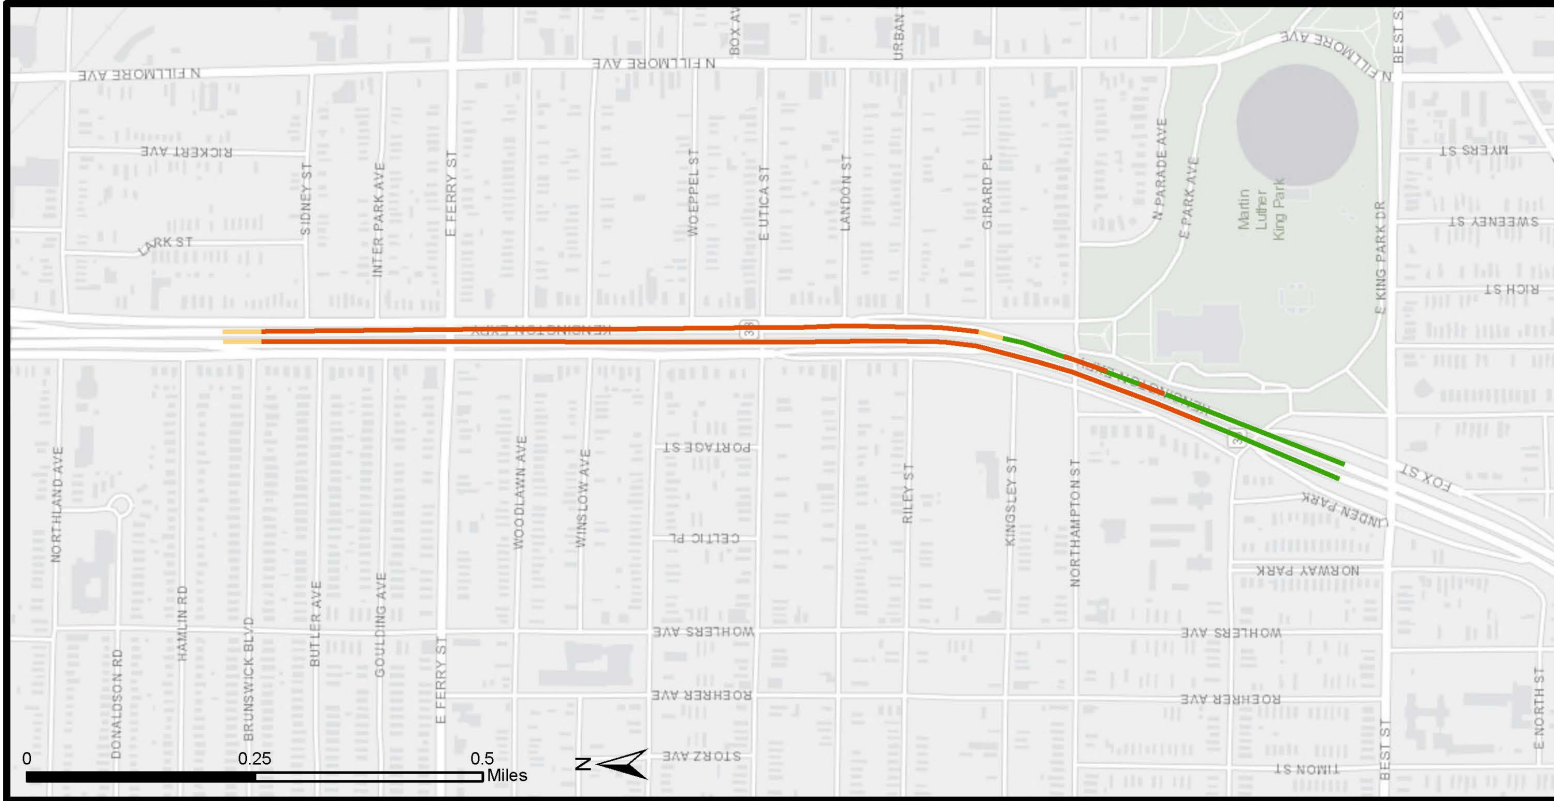 BOX AV
URBAN
BEST S
N FILLMORE AVE
N FILLMORE AVE
N FILLMORE AVE
RICKERT AVE
MYERS ST
SIDNEY ST
INTER PARK AVE
E FERRY ST
WOEPPEL ST
E UTICA ST
LANDON ST
GIRARD PL
N PARADE AVE
E PARK AVE
Martin
Luther
King Park
E KING PARK DR
SWEENEY ST
LARK ST
RICH ST
KENSINGTON EXPY
33
KENSINGTON EXPY
33
NORTHLAND AVE
WOODLAWN AVE
WINSLOW AVE
PORTAGE ST
RILEY ST
KINGSLEY ST
NORTHAMPTON ST
FOX ST
LINDEN PARK
CELTIC PL
NORWAY PARK
HAMLIN RD
BUTLER AVE
GOULDING AVE
BRUNSWICK BLVD
DONALDSON RD
E FERRY ST
WOHLERS AVE
WOHLERS AVE
ROEHRER AVE
ROEHRER AVE
E NORTH ST
BEST ST
STORZ AVE
TIMON ST
0 0.25 0.5
Miles
N